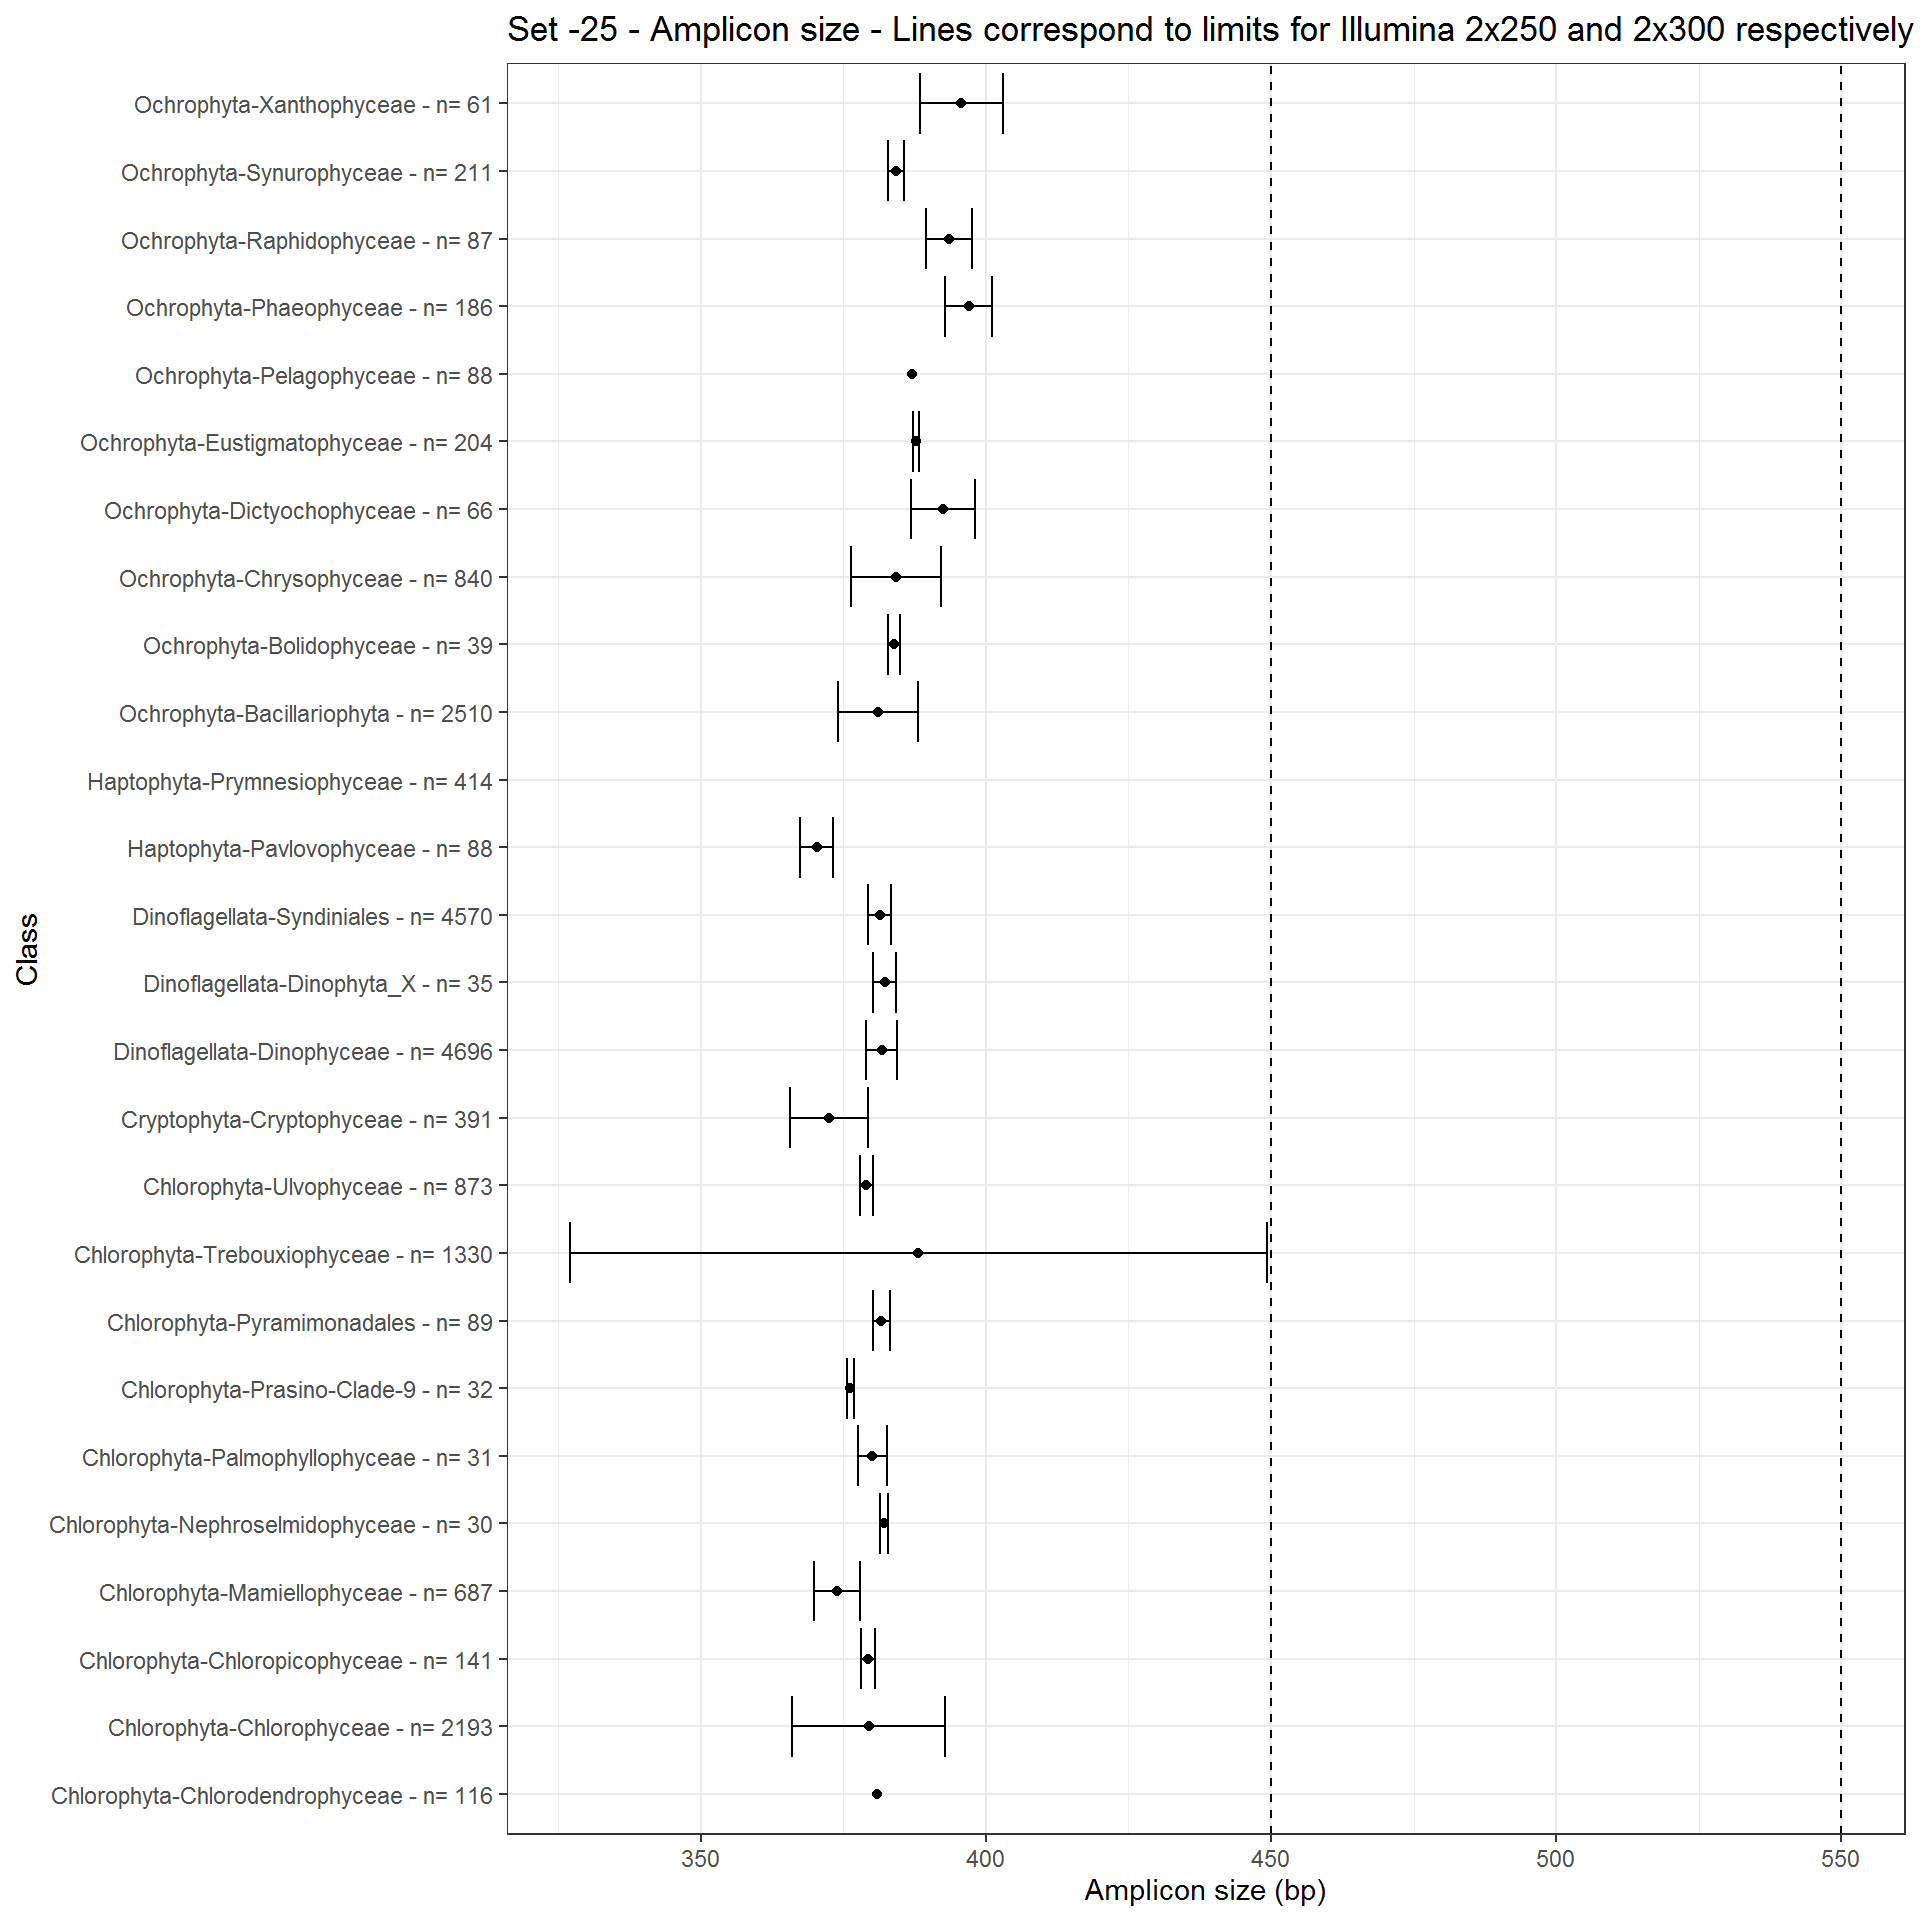 Set -25 - Amplicon size - Lines correspond to limits for Illumina 2x250 and 2x300 respectively
Ochrophyta-Xanthophyceae - n= 61
Ochrophyta-Synurophyceae - n= 211
Ochrophyta-Raphidophyceae - n= 87
Ochrophyta-Phaeophyceae - n= 186
Ochrophyta-Pelagophyceae - n= 88
Ochrophyta-Eustigmatophyceae - n= 204
Ochrophyta-Dictyochophyceae - n= 66
Ochrophyta-Chrysophyceae - n= 840
Ochrophyta-Bolidophyceae - n= 39
Ochrophyta-Bacillariophyta - n= 2510
Haptophyta-Prymnesiophyceae - n= 414
Haptophyta-Pavlovophyceae - n= 88
Dinoflagellata-Syndiniales - n= 4570
Dinoflagellata-Dinophyta_X - n= 35
Dinoflagellata-Dinophyceae - n= 4696
Cryptophyta-Cryptophyceae - n= 391
Chlorophyta-Ulvophyceae - n= 873
Chlorophyta-Trebouxiophyceae - n= 1330
Chlorophyta-Pyramimonadales - n= 89
Chlorophyta-Prasino-Clade-9 - n= 32
Chlorophyta-Palmophyllophyceae - n= 31
Chlorophyta-Nephroselmidophyceae - n= 30
Chlorophyta-Mamiellophyceae - n= 687
Chlorophyta-Chloropicophyceae - n= 141
Chlorophyta-Chlorophyceae - n= 2193
Chlorophyta-Chlorodendrophyceae - n= 116
Class
350 400 450 500 550
Amplicon size (bp)